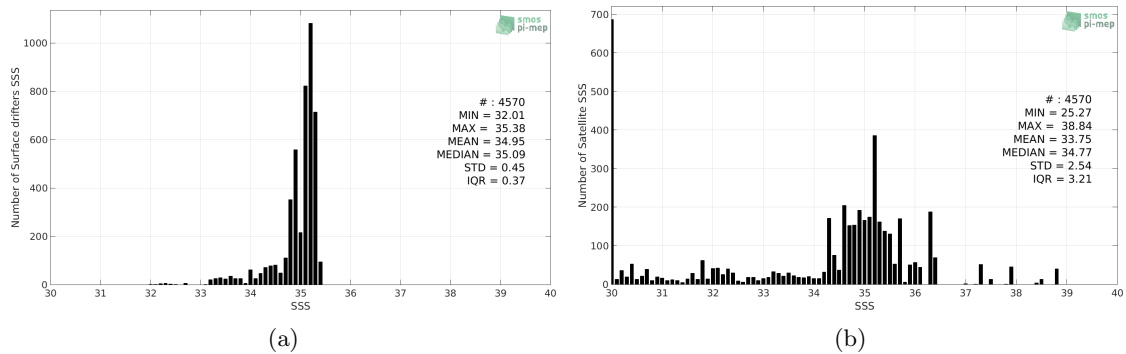 Number of Surface drifters SSS
1000
800
600
400
200
0
30 31 32 33 34 35 36 37 38 39 40
SSS
smos
pi-mep
# : 4570
MIN = 32.01
MAX = 35.38
MEAN = 34.95
MEDIAN = 35.09
STD = 0.45
IQR = 0.37
(a)
Number of Satellite SSS
700
600
500
400
300
200
100
0
30 31 32 33 34 35 36 37 38 39 40
SSS
smos
pi-mep
# : 4570
MIN = 25.27
MAX = 38.84
MEAN = 33.75
MEDIAN = 34.77
STD = 2.54
IQR = 3.21
(b)